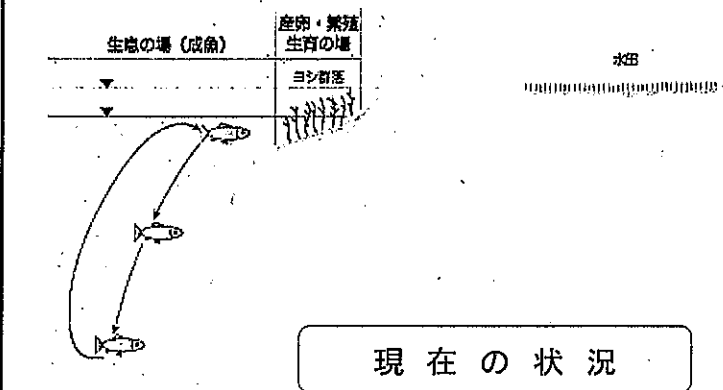 生息の場（成魚）
産卵・繁殖
生育の場
ヨシ群落
水田
現在の状況